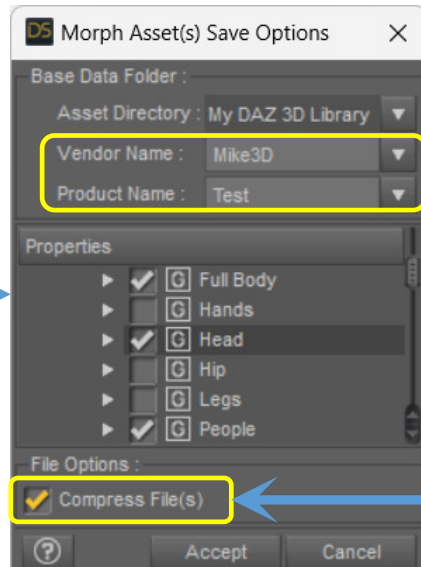 DS Morph Asset(s) Save Options
Base Data Folder :
Asset Directory : My DAZ 3D Library
Vendor Name : Mike3D
Product Name : Test
Properties
G Full Body
G Hands
G Head
G Hip
G Legs
G People
File Options :
Compress File(s)
? Accept Cancel